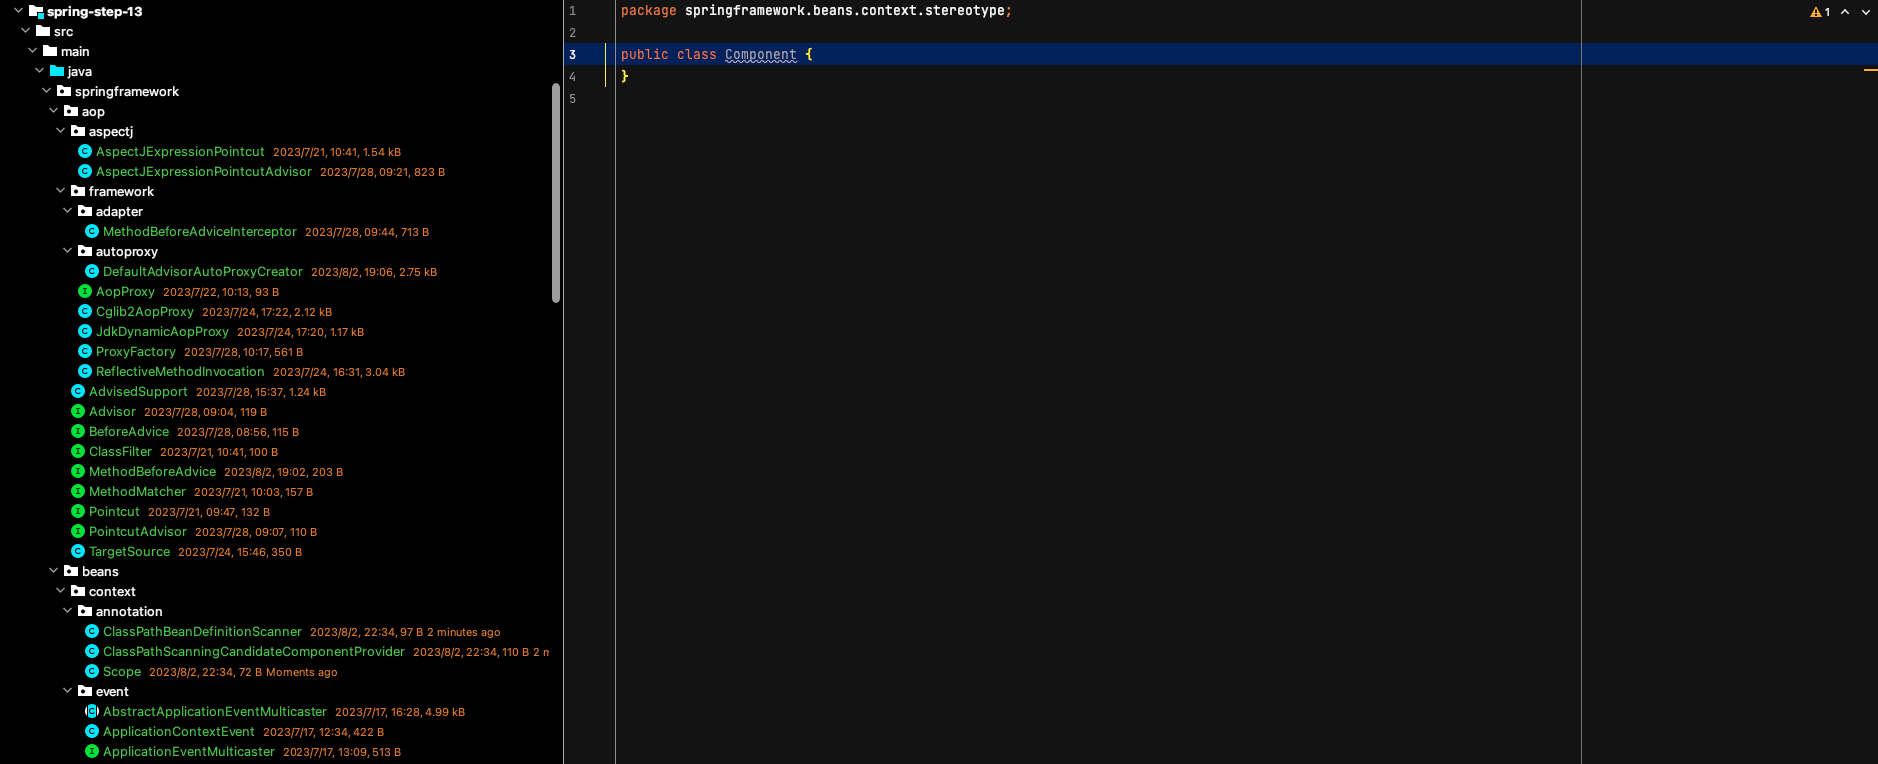 spring-step-13
src
main
java
springframework
aop
aspectj
AspectJExpressionPointcut 2023/7/21, 10:41, 1.54 kB
AspectJExpressionPointcutAdvisor 2023/7/28, 09:21, 823 B
framework
adapter
MethodBeforeAdviceInterceptor 2023/7/28, 09:44, 713 B
autoproxy
DefaultAdvisorAutoProxyCreator 2023/8/2, 19:06, 2.75 kB
AopProxy 2023/7/22, 10:13, 93 B
Cglib2AopProxy 2023/7/24, 17:22, 2.12 kB
JdkDynamicAopProxy 2023/7/24, 17:20, 1.17 kB
ProxyFactory 2023/7/28, 10:17, 561 B
ReflectiveMethodInvocation 2023/7/24, 16:31, 3.04 kB
AdvisedSupport 2023/7/28, 15:37, 1.24 kB
Advisor 2023/7/28, 09:04, 119 B
BeforeAdvice 2023/7/28, 08:56, 115 B
ClassFilter 2023/7/21, 10:41, 100 B
MethodBeforeAdvice 2023/8/2, 19:02, 203 B
MethodMatcher 2023/7/21, 10:03, 157 B
Pointcut 2023/7/21, 09:47, 132 B
PointcutAdvisor 2023/7/28, 09:07, 110 B
TargetSource 2023/7/24, 15:46, 350 B
beans
context
annotation
ClassPathBeanDefinitionScanner 2023/8/2, 22:34, 97 B 2 minutes ago
ClassPathScanningCandidateComponentProvider 2023/8/2, 22:34, 110 B 2 m
Scope 2023/8/2, 22:34, 72 B Moments ago
event
AbstractApplicationEventMulticaster 2023/7/17, 16:28, 4.99 kB
ApplicationContextEvent 2023/7/17, 12:34, 422 B
ApplicationEventMulticaster 2023/7/17, 13:09, 513 B
1 package springframework.beans.context.stereotype;
2
3 public class Component {
4 }
5
1